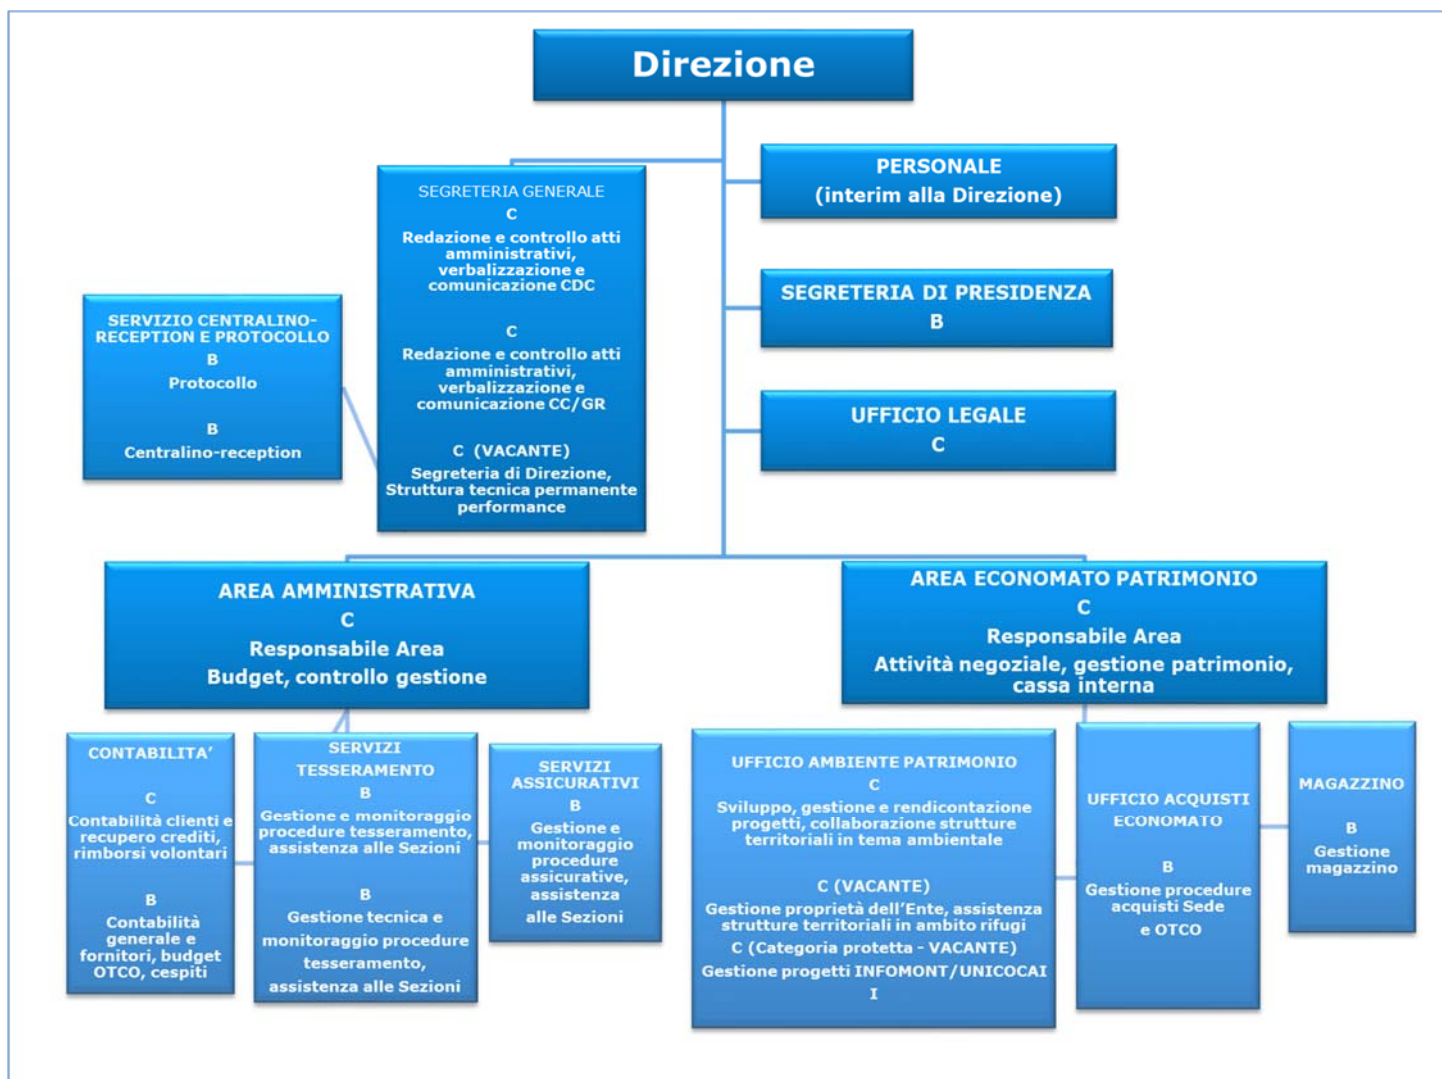 Direzione
PERSONALE
(interim alla Direzione)
SEGRETERIA GENERALE
C
Redazione e controllo atti
amministrativi,
verbalizzazione e
comunicazione CDC
C
Redazione e controllo atti
amministrativi,
verbalizzazione e
comunicazione CC/GR
C (VACANTE)
Segreteria di Direzione,
Struttura tecnica permanente
performance
SEGRETERIA DI PRESIDENZA
B
SERVIZIO CENTRALINO-
RECEPTION E PROTOCOLLO
B
Protocollo
B
Centralino-reception
UFFICIO LEGALE
C
AREA AMMINISTRATIVA
C
Responsabile Area
Budget, controllo gestione
AREA ECONOMATO PATRIMONIO
C
Responsabile Area
Attività negoziale, gestione patrimonio,
cassa interna
CONTABILITA’
C
Contabilità clienti e
recupero crediti,
rimborsi volontari
B
Contabilità
generale e
fornitori, budget
OTCO, cespiti
SERVIZI
TESSERAMENTO
B
Gestione e monitoraggio
procedure tesseramento,
assistenza alle Sezioni
B
Gestione tecnica e
monitoraggio procedure
tesseramento,
assistenza alle Sezioni
SERVIZI
ASSICURATIVI
B
Gestione e
monitoraggio
procedure
assicurative,
assistenza
alle Sezioni
UFFICIO AMBIENTE PATRIMONIO
C
Sviluppo, gestione e rendicontazione
progetti, collaborazione strutture
territoriali in tema ambientale
C (VACANTE)
Gestione proprietà dell’Ente, assistenza
strutture territoriali in ambito rifugi
C (Categoria protetta - VACANTE)
Gestione progetti INFOMONT/UNICOCAI
I
UFFICIO ACQUISTI
ECONOMATO
B
Gestione procedure
acquisti Sede
e OTCO
MAGAZZINO
B
Gestione
magazzino